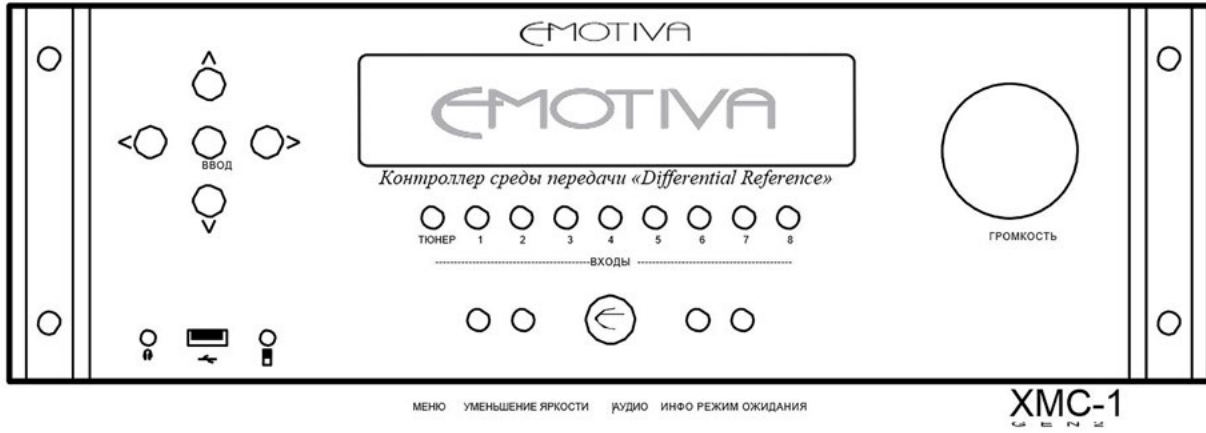 EMOTIVA
EMOTIVA
ВВОД
Контроллер среды передачи «Differential Reference»
ТЮНЕР 1 2 3 4 5 6 7 8
ВХОДЫ
ГРОМКОСТЬ
МЕНЮ УМЕНЬШЕНИЕ ЯРКОСТИ АУДИО ИНФО РЕЖИМ ОЖИДАНИЯ
XMC-1